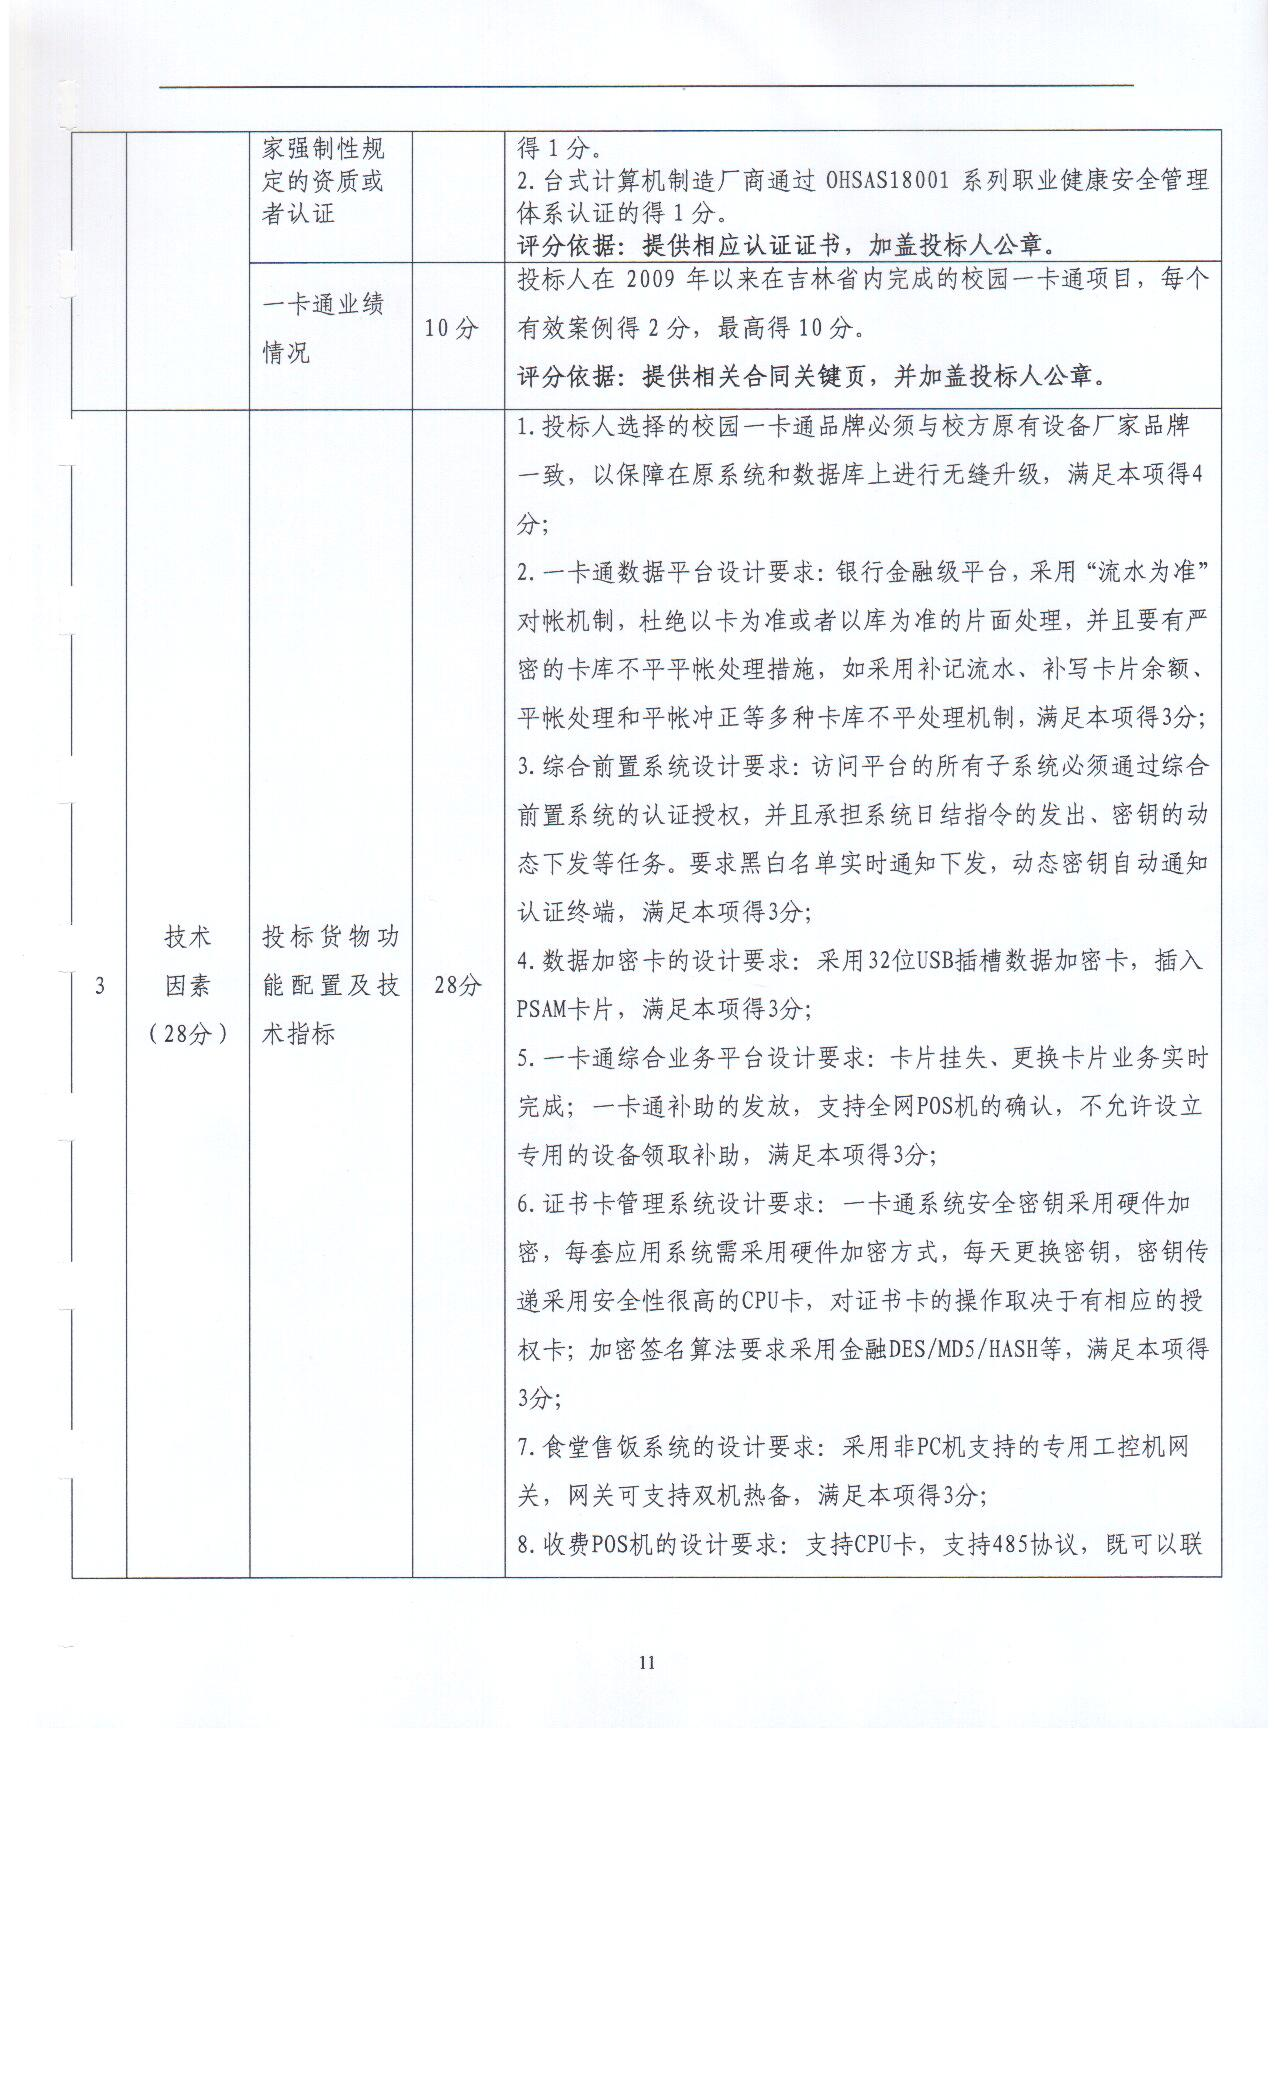 家强制性规
定的资质或
者认证
得 1 分。
2. 台式计算机制造厂商通过 OHSAS18001 系列职业健康安全管理
体系认证的得 1 分。
评分依据：提供相应认证证书，加盖投标人公章。
一卡通业绩
情况
10 分
投标人在 2009 年以来在吉林省内完成的校园一卡通项目，每个
有效案例得 2 分，最高得 10 分。
评分依据：提供相关合同关键页，并加盖投标人公章。
3
技术
因素
（28分）
投标货物功
能配置及技
术指标
28分
1. 投标人选择的校园一卡通品牌必须与校方原有设备厂家品牌
一致，以保障在原系统和数据库上进行无缝升级，满足本项得4
分；
2. 一卡通数据平台设计要求：银行金融级平台，采用“流水为准”
对帐机制，杜绝以卡为准或者以库为准的片面处理，并且要有严
密的卡库不平平帐处理措施，如采用补记流水、补写卡片余额、
平帐处理和平帐冲正等多种卡库不平处理机制，满足本项得3分；
3. 综合前置系统设计要求：访问平台的所有子系统必须通过综合
前置系统的认证授权，并且承担系统日结指令的发出、密钥的动
态下发等任务。要求黑白名单实时通知下发，动态密钥自动通知
认证终端，满足本项得3分；
4. 数据加密卡的设计要求：采用32位USB插槽数据加密卡，插入
PSAM卡片，满足本项得3分；
5. 一卡通综合业务平台设计要求：卡片挂失、更换卡片业务实时
完成；一卡通补助的发放，支持全网POS机的确认，不允许设立
专用的设备领取补助，满足本项得3分；
6. 证书卡管理系统设计要求：一卡通系统安全密钥采用硬件加
密，每套应用系统需采用硬件加密方式，每天更换密钥，密钥传
递采用安全性很高的CPU卡，对证书卡的操作取决于有相应的授
权卡；加密签名算法要求采用金融DES/MD5/HASH等，满足本项得
3分；
7. 食堂售饭系统的设计要求：采用非PC机支持的专用工控机网
关，网关可支持双机热备，满足本项得3分；
8. 收费POS机的设计要求：支持CPU卡，支持485协议，既可以联
11